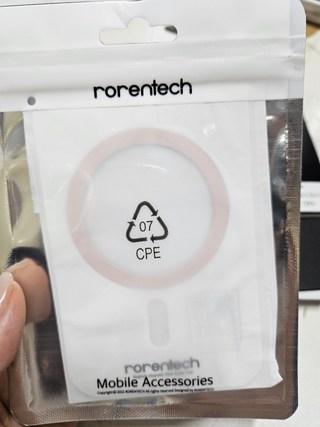 rorentech
07
CPE
rorentech
Mobile Accessories